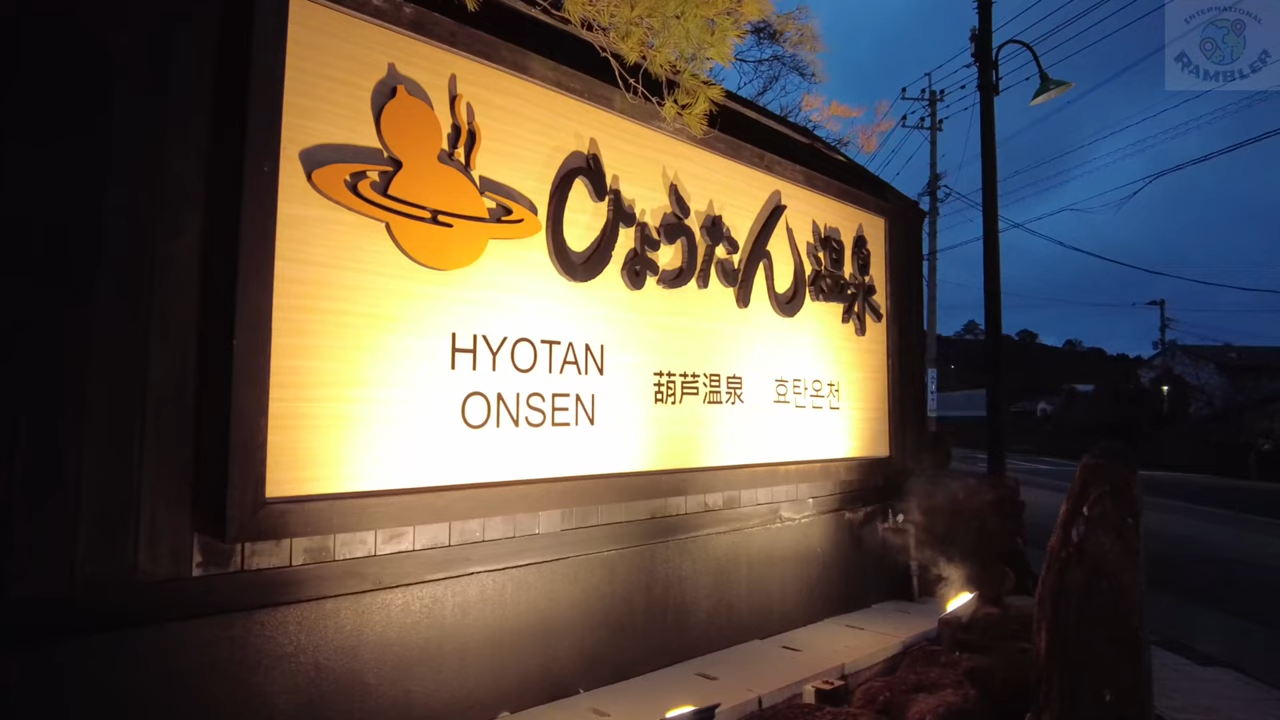 ひょうたん温泉
HYOTAN
ONSEN
葫芦温泉
효탄온천
INTERNATIONAL
RAMBLER